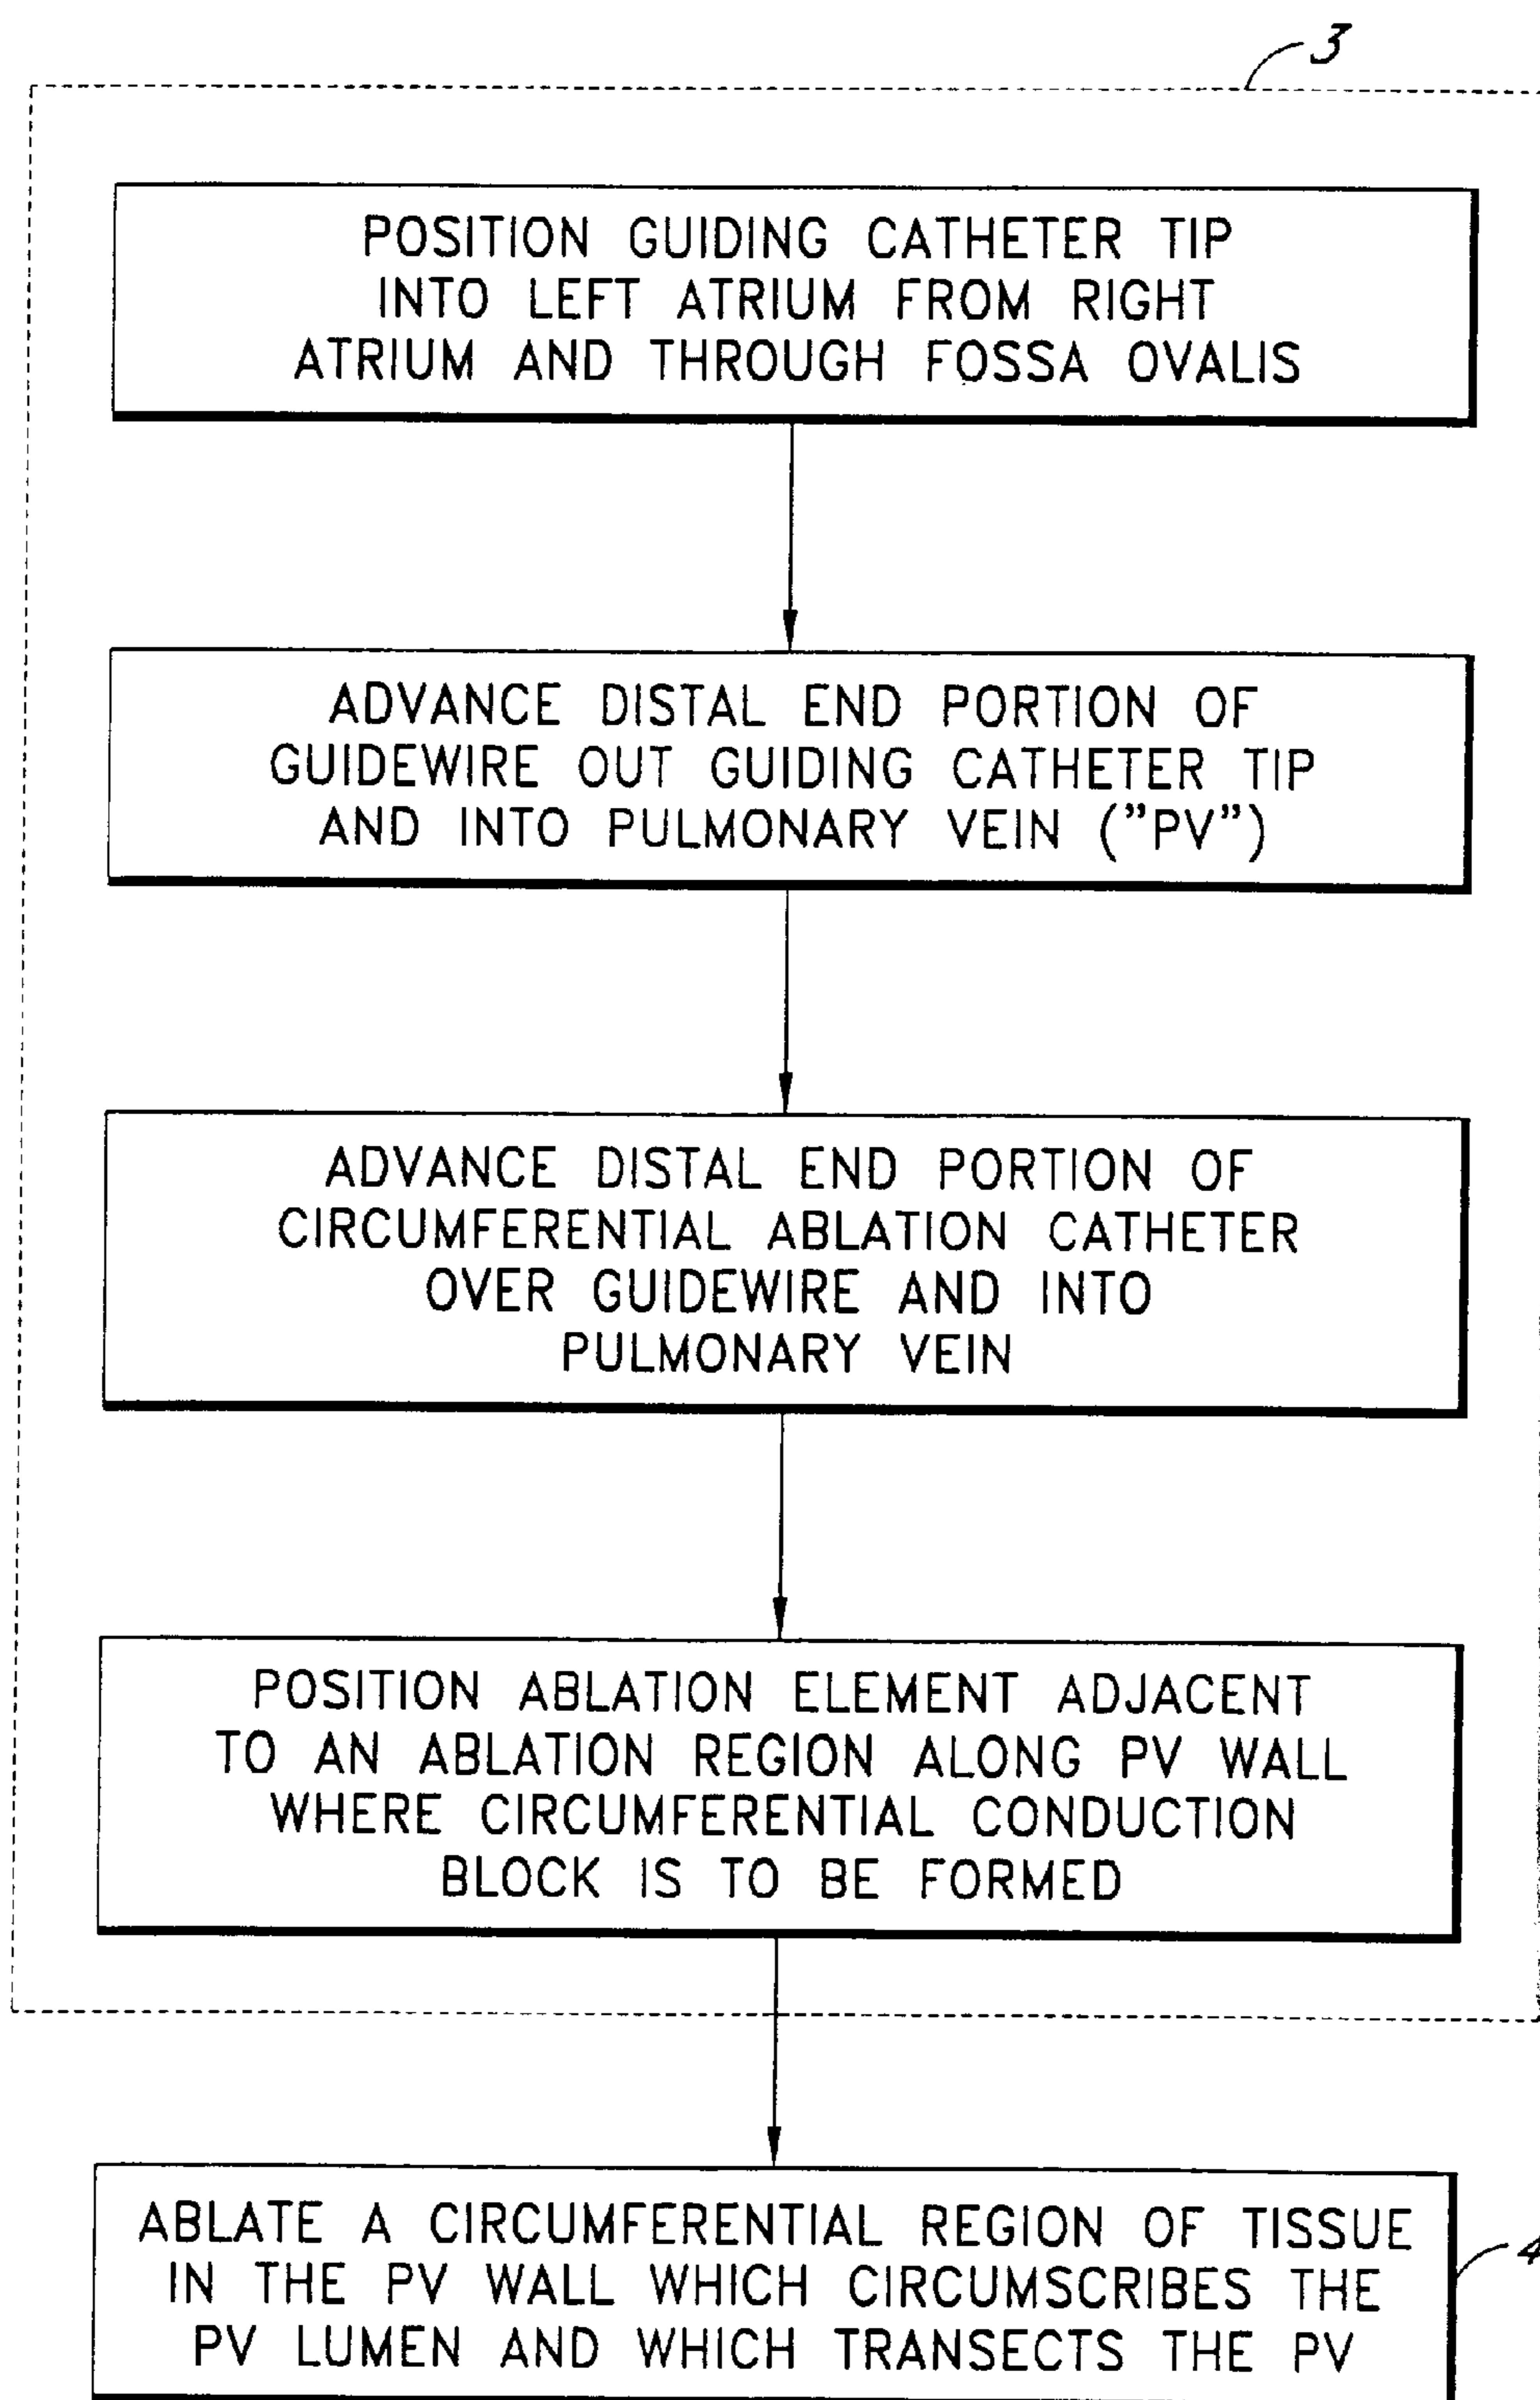 3
POSITION GUIDING CATHETER TIP
INTO LEFT ATRIUM FROM RIGHT
ATRIUM AND THROUGH FOSSA OVALIS
ADVANCE DISTAL END PORTION OF
GUIDEWIRE OUT GUIDING CATHETER TIP
AND INTO PULMONARY VEIN (”PV”)
ADVANCE DISTAL END PORTION OF
CIRCUMFERENTIAL ABLATION CATHETER
OVER GUIDEWIRE AND INTO
PULMONARY VEIN
POSITION ABLATION ELEMENT ADJACENT
TO AN ABLATION REGION ALONG PV WALL
WHERE CIRCUMFERENTIAL CONDUCTION
BLOCK IS TO BE FORMED
ABLATE A CIRCUMFERENTIAL REGION OF TISSUE
IN THE PV WALL WHICH CIRCUMSCRIBES THE
PV LUMEN AND WHICH TRANSECTS THE PV
4